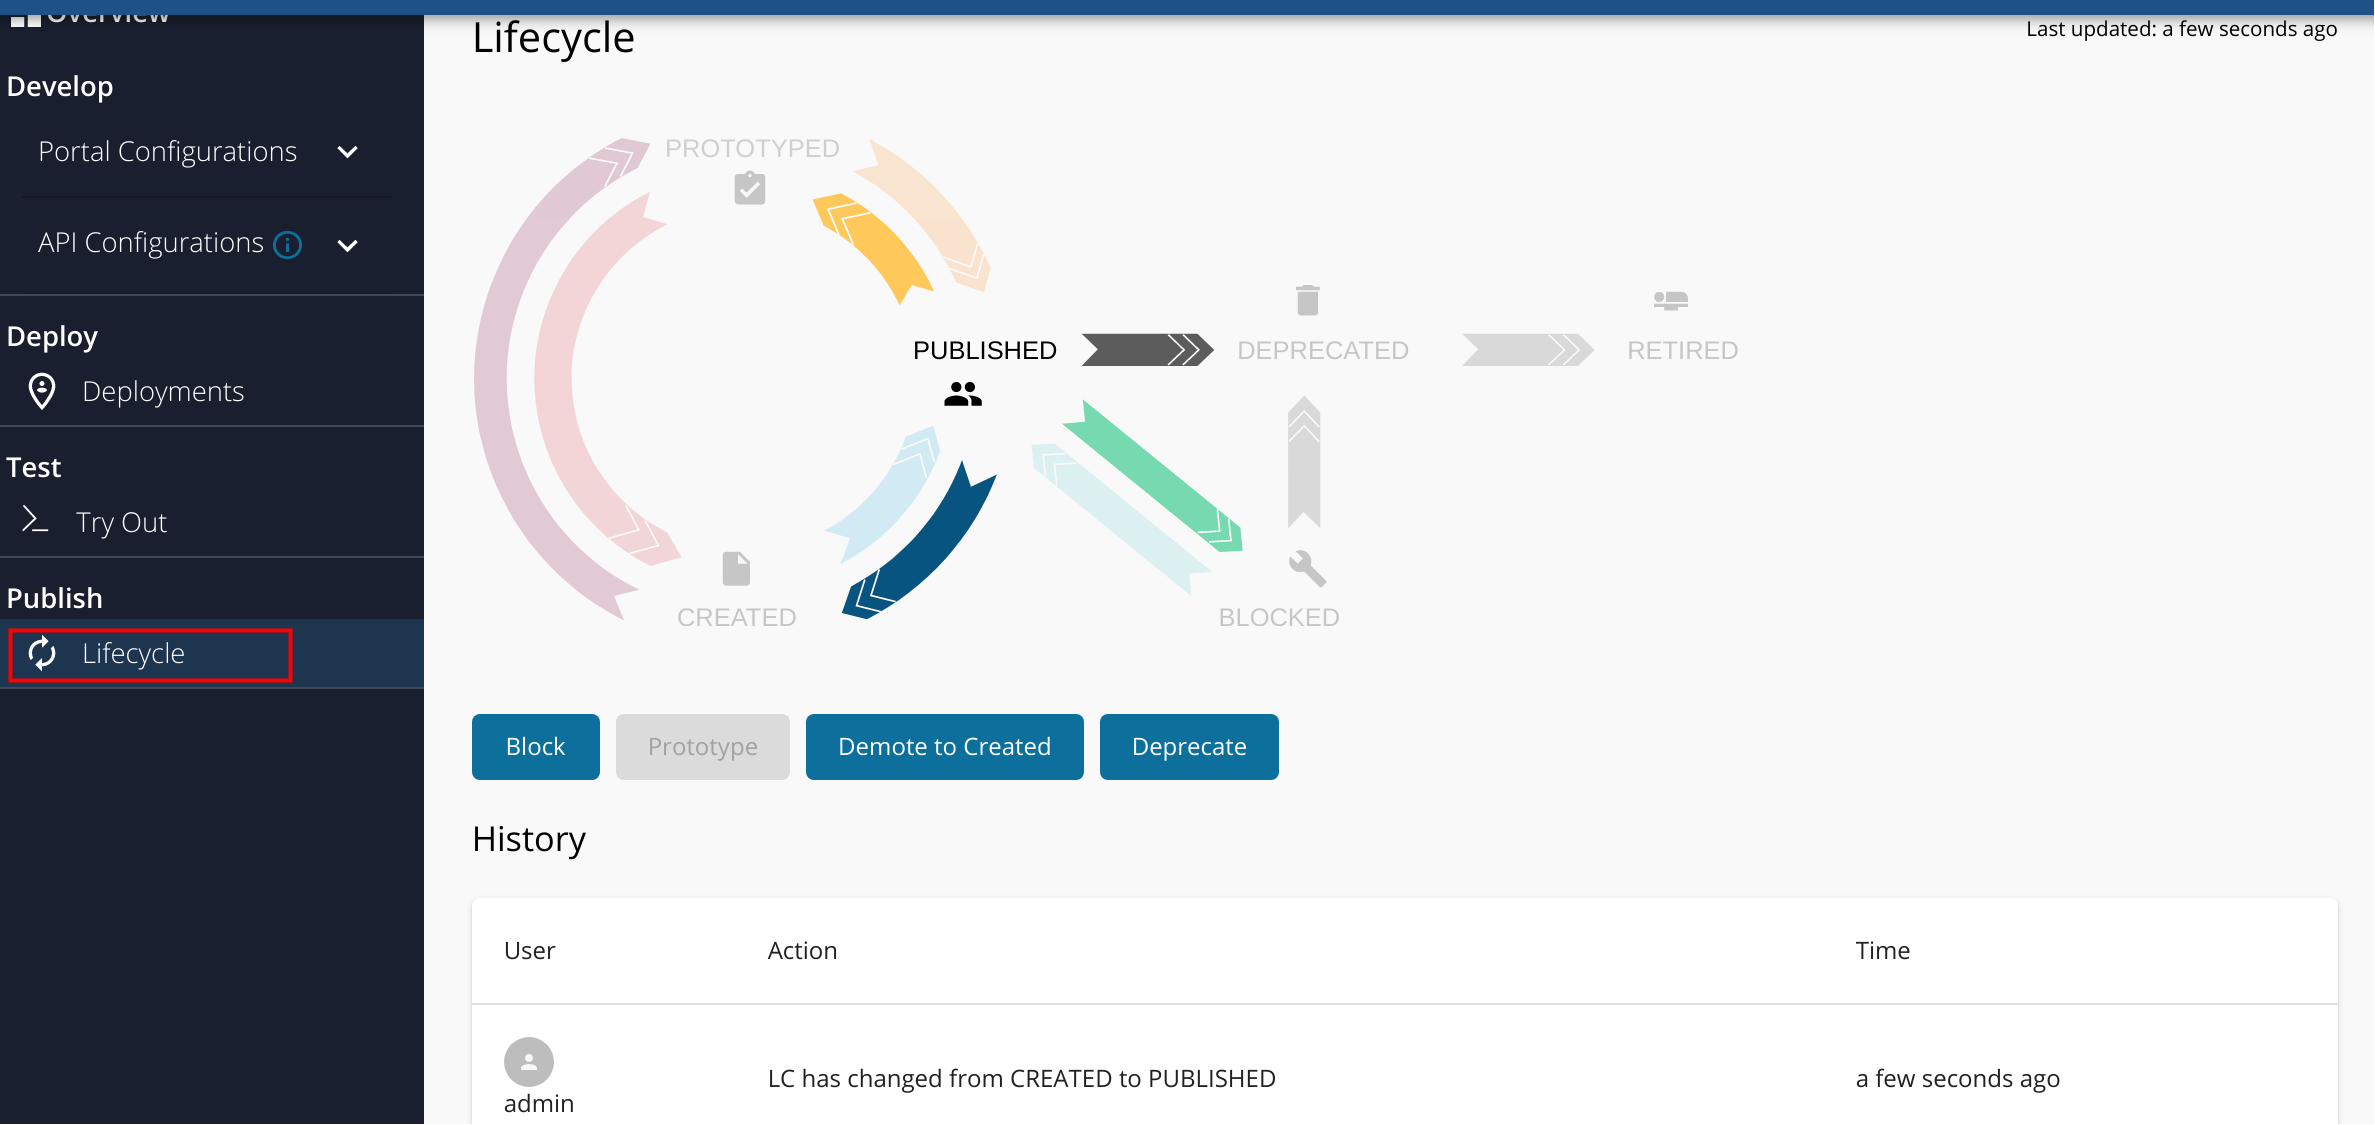 Overview
Develop
Portal Configurations
API Configurations
Deploy
Deployments
Test
Try Out
Publish
Lifecycle
Lifecycle
Last updated: a few seconds ago
PROTOTYPED
PUBLISHED
DEPRECATED
RETIRED
CREATED
BLOCKED
Block
Prototype
Demote to Created
Deprecate
History
User Action Time
LC has changed from CREATED to PUBLISHED a few seconds ago
admin